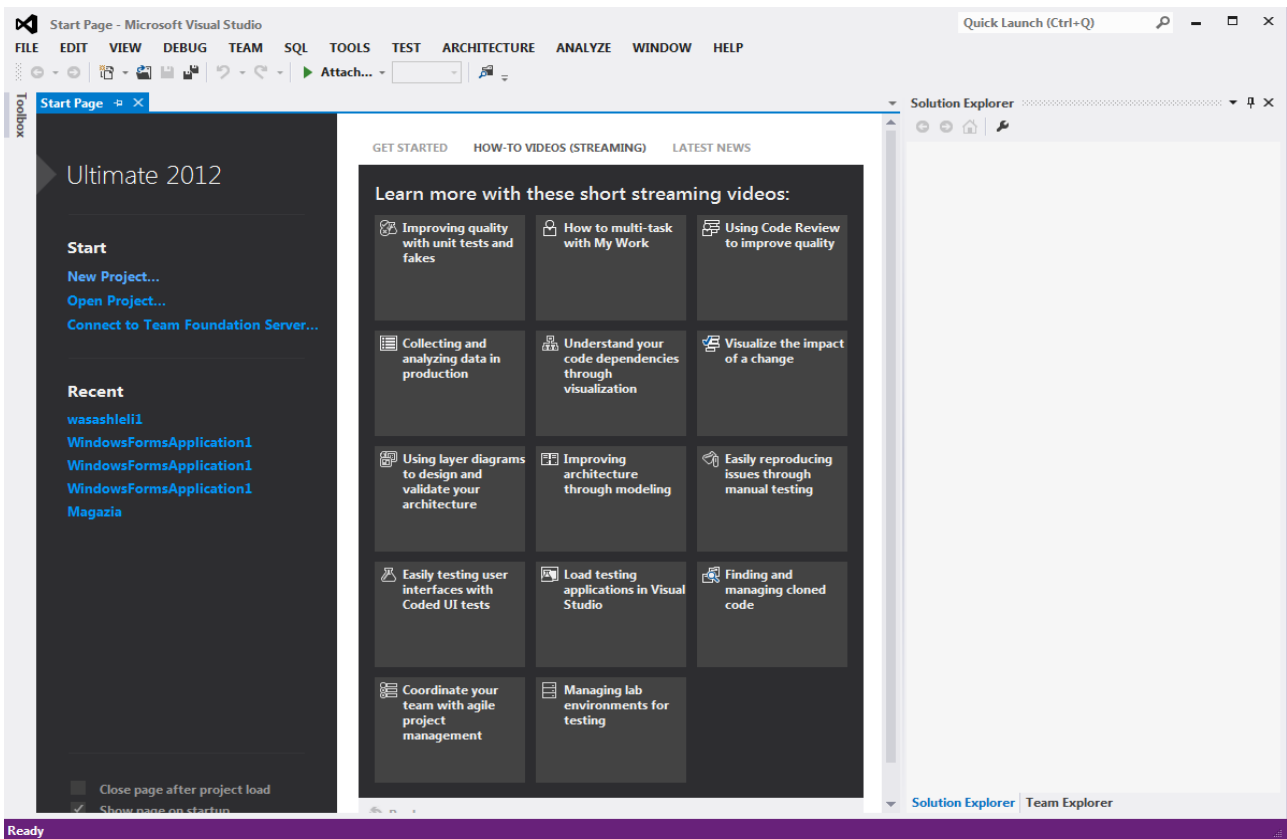 Start Page - Microsoft Visual Studio
Quick Launch (Ctrl+Q)
FILE EDIT VIEW DEBUG TEAM SQL TOOLS TEST ARCHITECTURE ANALYZE WINDOW HELP
Attach...
Toolbox
Start Page
Solution Explorer
GET STARTED HOW-TO VIDEOS (STREAMING) LATEST NEWS
Ultimate 2012
Start
New Project...
Open Project...
Connect to Team Foundation Server...
Recent
wasashleli1
WindowsFormsApplication1
WindowsFormsApplication1
WindowsFormsApplication1
Magazia
Close page after project load
Show page on startup
Learn more with these short streaming videos:
Improving quality
with unit tests and
fakes
How to multi-task
with My Work
Using Code Review
to improve quality
Collecting and
analyzing data in
production
Understand your
code dependencies
through
visualization
Visualize the impact
of a change
Using layer diagrams
to design and
validate your
architecture
Improving
architecture
through modeling
Easily reproducing
issues through
manual testing
Easily testing user
interfaces with
Coded UI tests
Load testing
applications in Visual
Studio
Finding and
managing cloned
code
Coordinate your
team with agile
project
management
Managing lab
environments for
testing
Solution Explorer Team Explorer
Ready